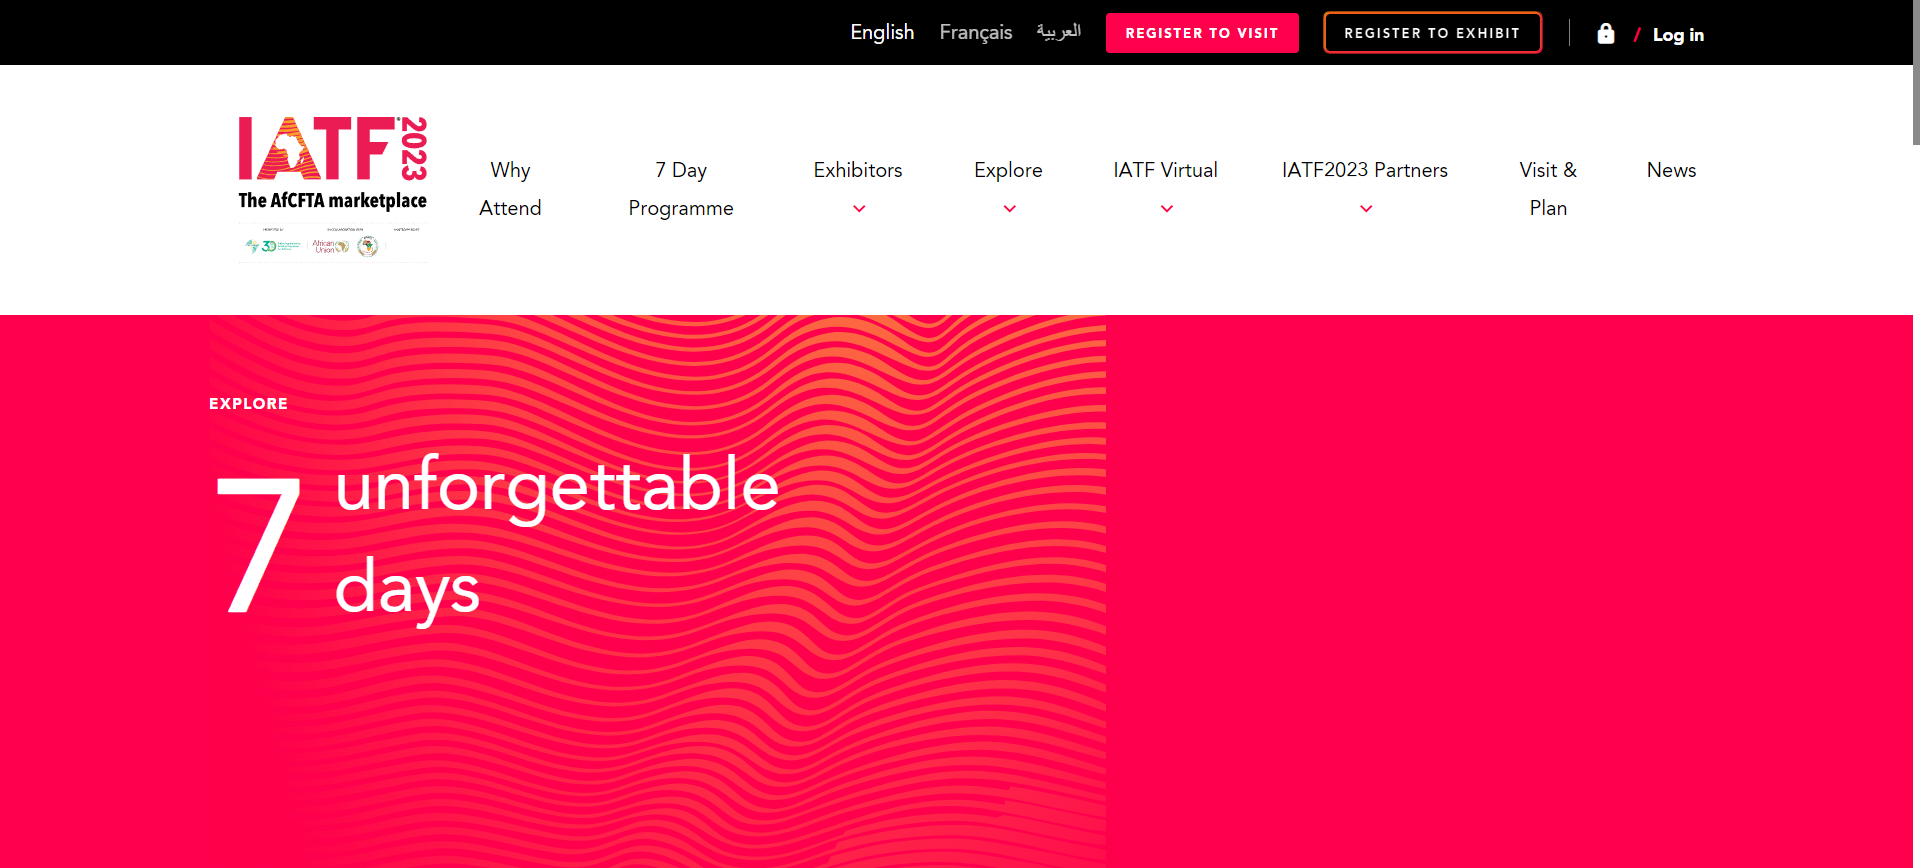 English Français العربية REGISTER TO VISIT REGISTER TO EXHIBIT / Log in
IATF 2023
The AfCFTA marketplace
African
Union
Why
Attend
7 Day
Programme
Exhibitors
Explore
IATF Virtual
IATF2023 Partners
Visit &
Plan
News
EXPLORE
7 unforgettable
days